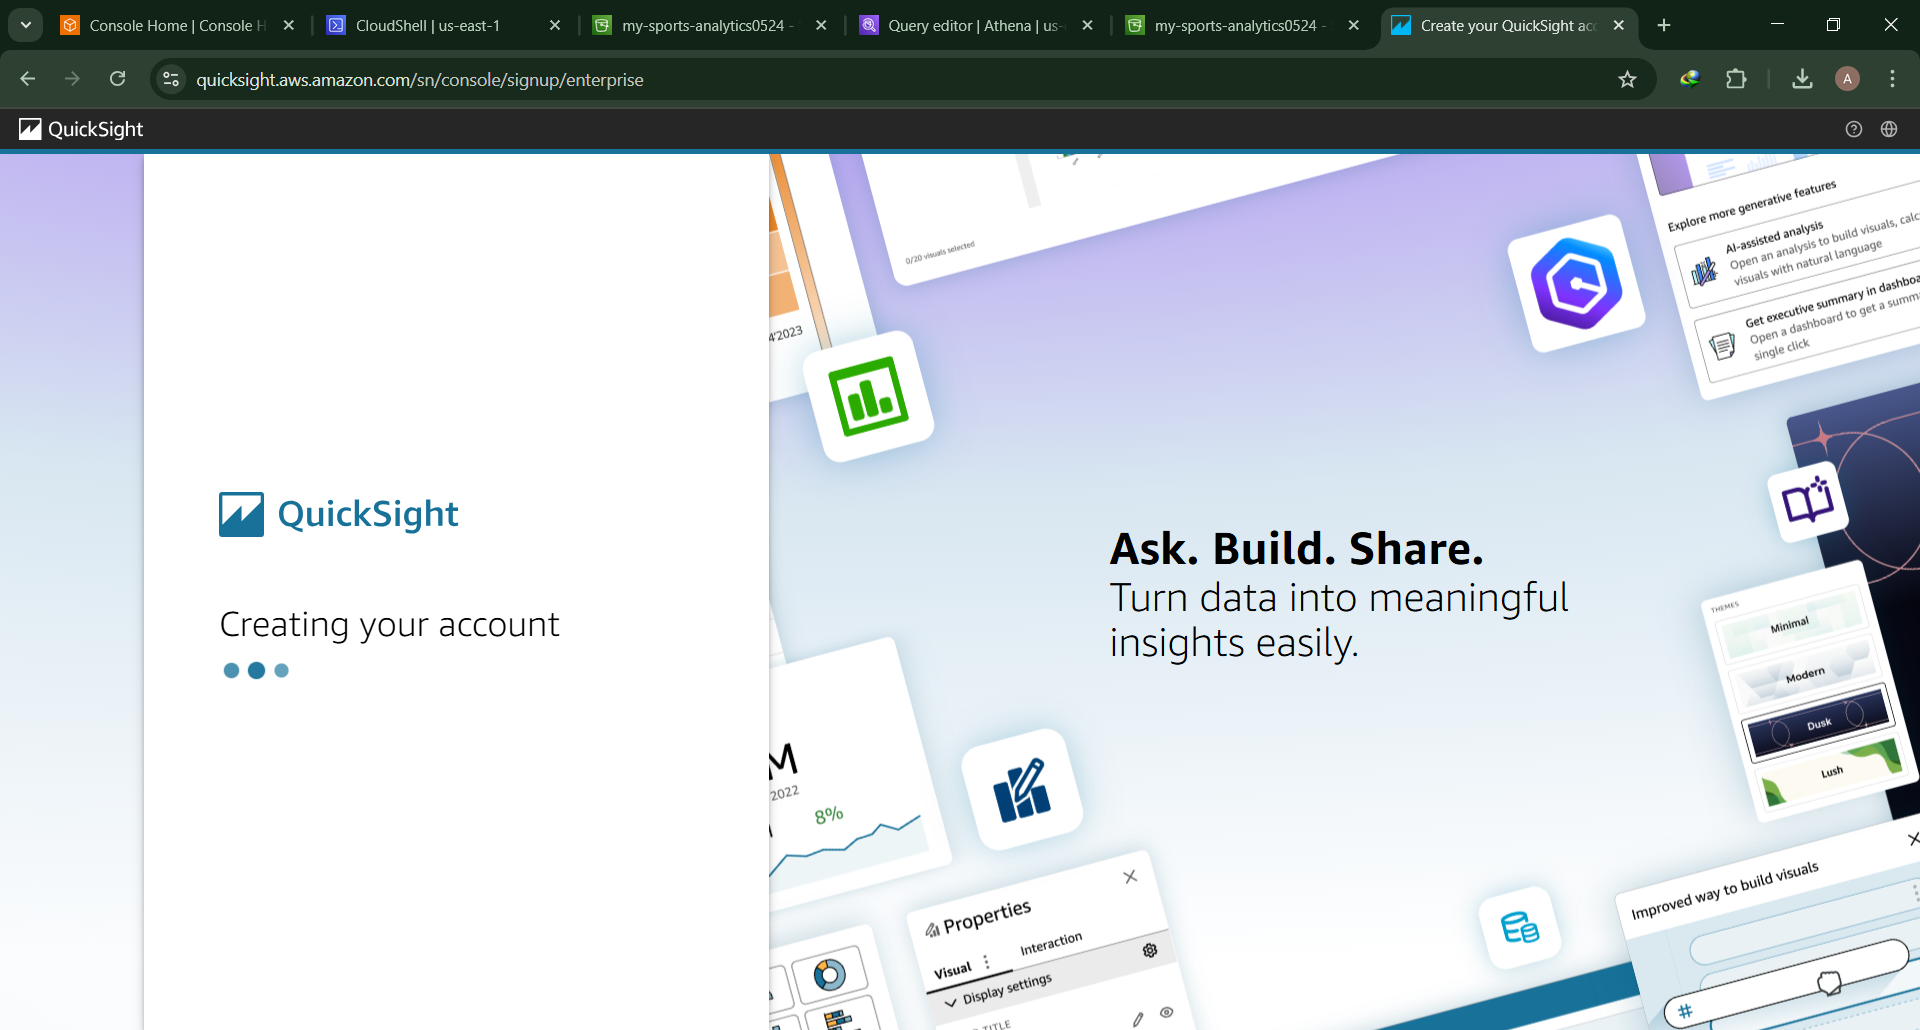 Console Home | Console H
CloudShell | us-east-1
my-sports-analytics0524 -
Query editor | Athena | us-
my-sports-analytics0524 -
Create your QuickSight acc
quicksight.aws.amazon.com/sn/console/signup/enterprise
A
QuickSight
QuickSight
Creating your account
0/20 visuals selected
4'2023
Explore more generative features
AI-assisted analysis
Open an analysis to build visuals, calc
visuals with natural language
Get executive summary in dashboa
Open a dashboard to get a summ
single click
Ask. Build. Share.
Turn data into meaningful
insights easily.
THEMES
Minimal
Modern
Dusk
Lush
M
2022
8%
Properties
Visual
Interaction
Display settings
TITLE
Improved way to build visuals
#